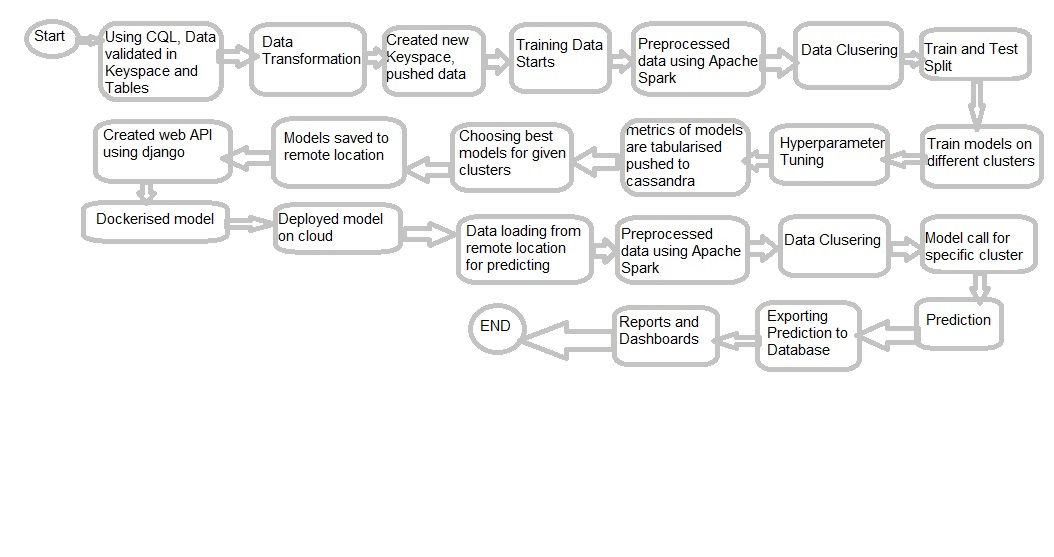 Start
Using CQL, Data
validated in
Keyspace and
Tables
Data
Transformation
Created new
Keyspace,
pushed data
Training Data
Starts
Preprocessed
data using Apache
Spark
Data Clusering
Train and Test
Split
Train models on
different clusters
Hyperparameter
Tuning
metrics of models
are tabularised
pushed to
cassandra
Choosing best
models for given
clusters
Models saved to
remote location
Created web API
using django
Dockerised model
Deployed model
on cloud
Data loading from
remote location
for predicting
Preprocessed
data using Apache
Spark
Data Clusering
Model call for
specific cluster
Prediction
Exporting
Prediction to
Database
Reports and
Dashboards
END